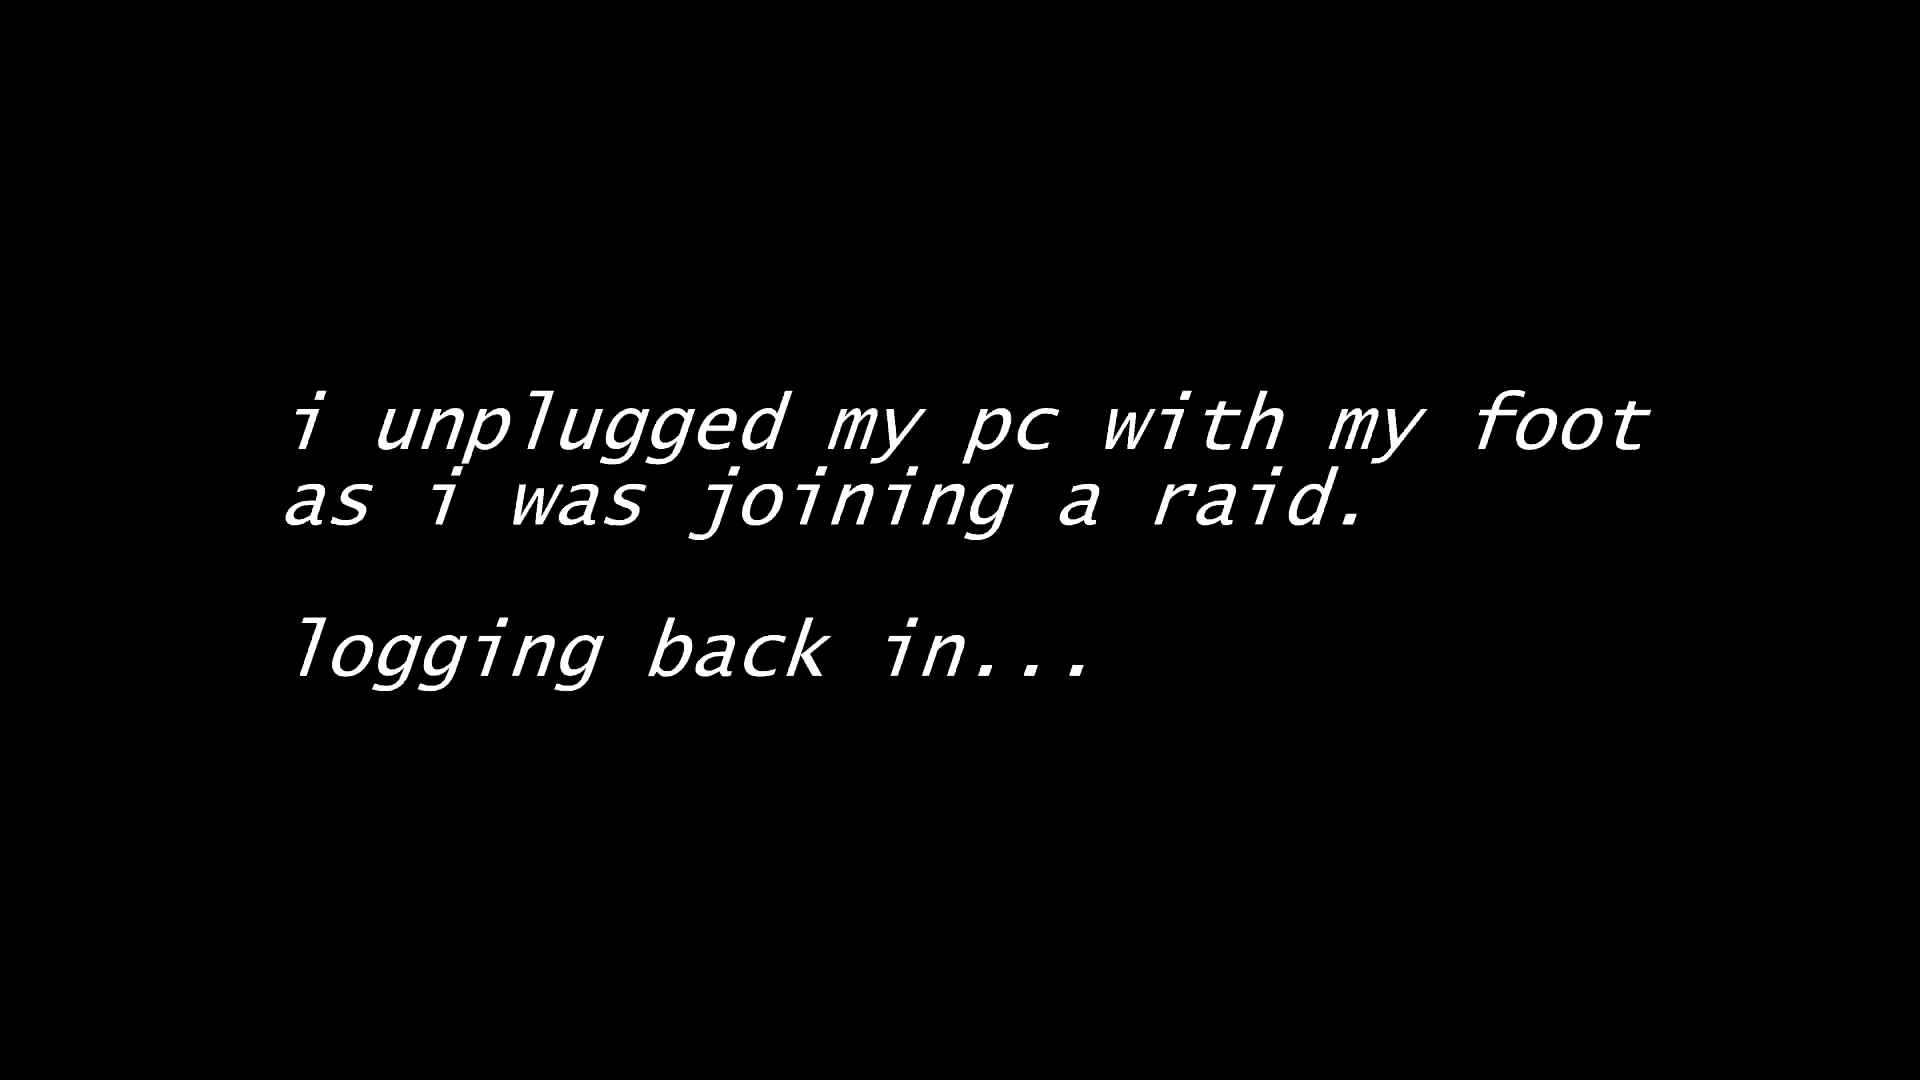 i unplugged my pc with my foot
as i was joining a raid.
logging back in...